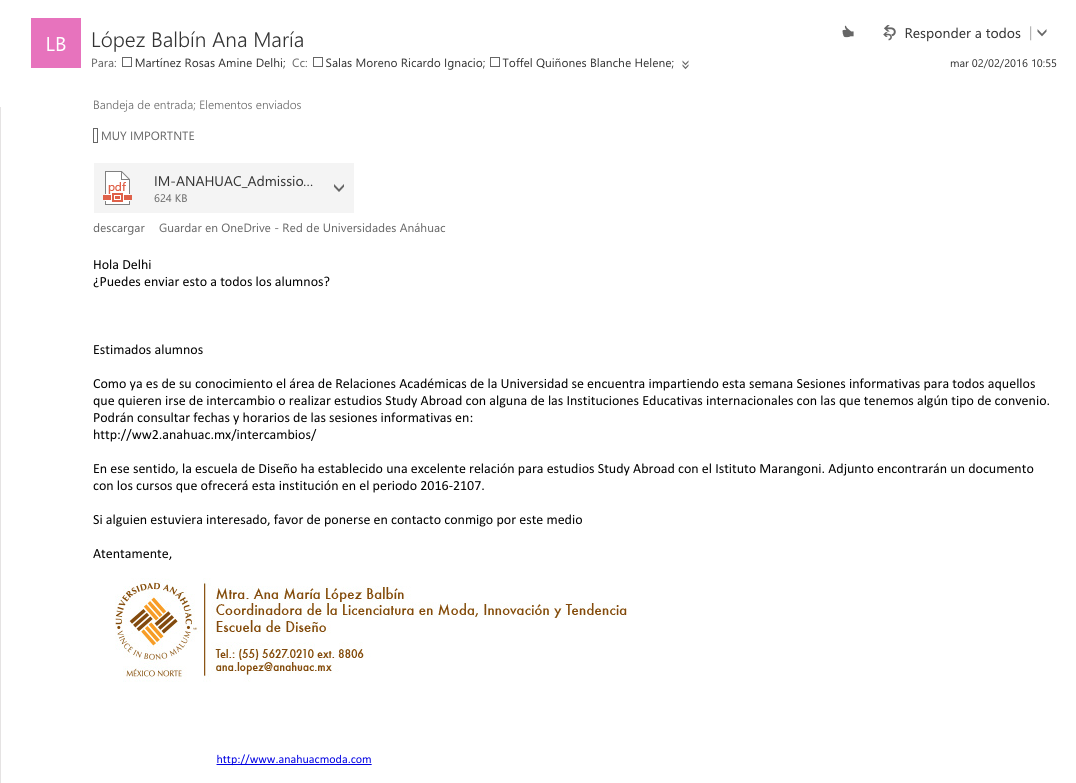 LB
López Balbín Ana María
Responder a todos
Para: Martínez Rosas Amine Delhi; Cc: Salas Moreno Ricardo Ignacio; Toffel Quiñones Blanche Helene;
mar 02/02/2016 10:55
Bandeja de entrada; Elementos enviados
MUY IMPORTNTE
pdf
IM-ANAHUAC_Admissio...
624 KB
descargar Guardar en OneDrive - Red de Universidades Anáhuac
Hola Delhi
¿Puedes enviar esto a todos los alumnos?
Estimados alumnos
Como ya es de su conocimiento el área de Relaciones Académicas de la Universidad se encuentra impartiendo esta semana Sesiones informativas para todos aquellos
que quieren irse de intercambio o realizar estudios Study Abroad con alguna de las Instituciones Educativas internacionales con las que tenemos algún tipo de convenio.
Podrán consultar fechas y horarios de las sesiones informativas en:
http://ww2.anahuac.mx/intercambios/
En ese sentido, la escuela de Diseño ha establecido una excelente relación para estudios Study Abroad con el Istituto Marangoni. Adjunto encontrarán un documento
con los cursos que ofrecerá esta institución en el periodo 2016-2107.
Si alguien estuviera interesado, favor de ponerse en contacto conmigo por este medio
Atentamente,
UNIVERSIDAD ANÁHUAC
VINCE IN BONO MALUM
MÉXICO NORTE
Mtra. Ana María López Balbín
Coordinadora de la Licenciatura en Moda, Innovación y Tendencia
Escuela de Diseño
Tel.: (55) 5627.0210 ext. 8806
ana.lopez@anahuac.mx
http://www.anahuacmoda.com